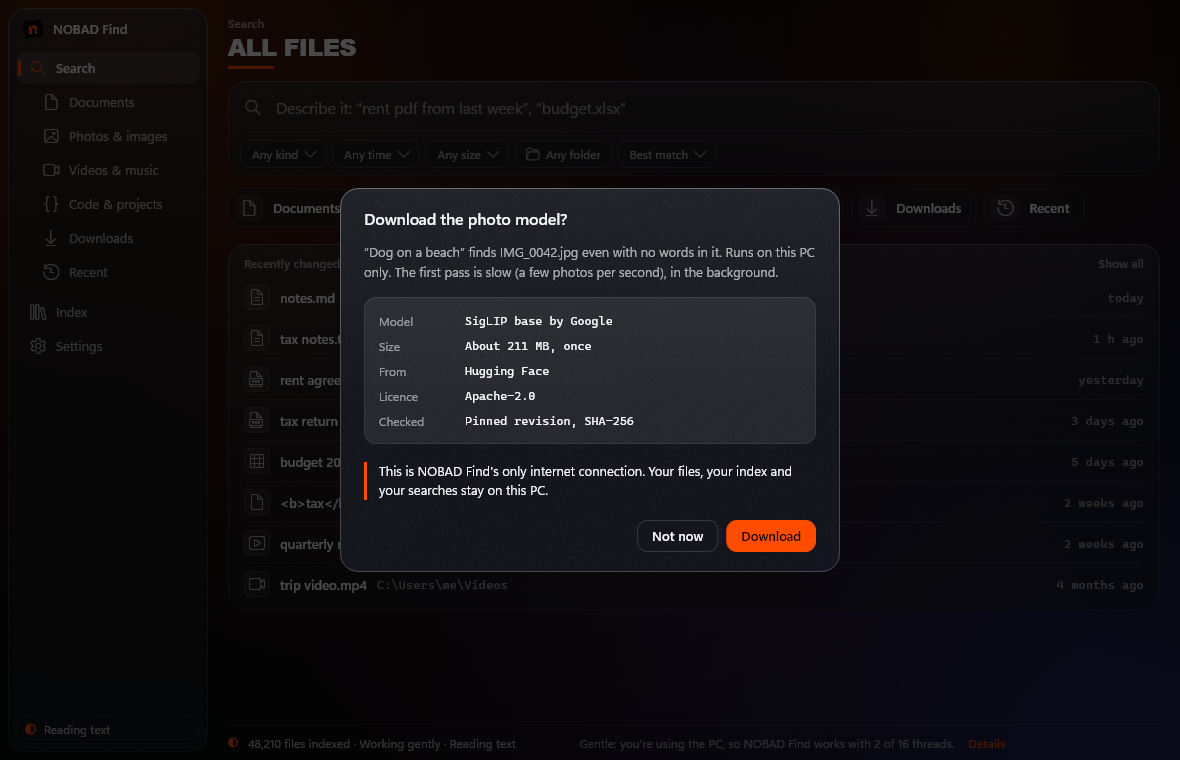 NOBAD Find
Search
Documents
Photos & images
Videos & music
Code & projects
Downloads
Recent
Index
Settings
Reading text
Search
ALL FILES
Describe it: “rent pdf from last week”, “budget.xlsx”
Any kind
Any time
Any size
Any folder
Best match
Documents
Downloads
Recent
Recently changed
Show all
notes.md
today
tax notes.t
1 h ago
rent agree
yesterday
tax return
3 days ago
budget 20
5 days ago
<b>tax</
2 weeks ago
quarterly
2 weeks ago
trip video.mp4 C:\Users\me\Videos
4 months ago
Download the photo model?
“Dog on a beach” finds IMG_0042.jpg even with no words in it. Runs on this PC
only. The first pass is slow (a few photos per second), in the background.
Model SigLIP base by Google
Size About 211 MB, once
From Hugging Face
Licence Apache-2.0
Checked Pinned revision, SHA-256
This is NOBAD Find's only internet connection. Your files, your index and
your searches stay on this PC.
Not now
Download
48,210 files indexed · Working gently · Reading text
Gentle: you're using the PC, so NOBAD Find works with 2 of 16 threads. Details